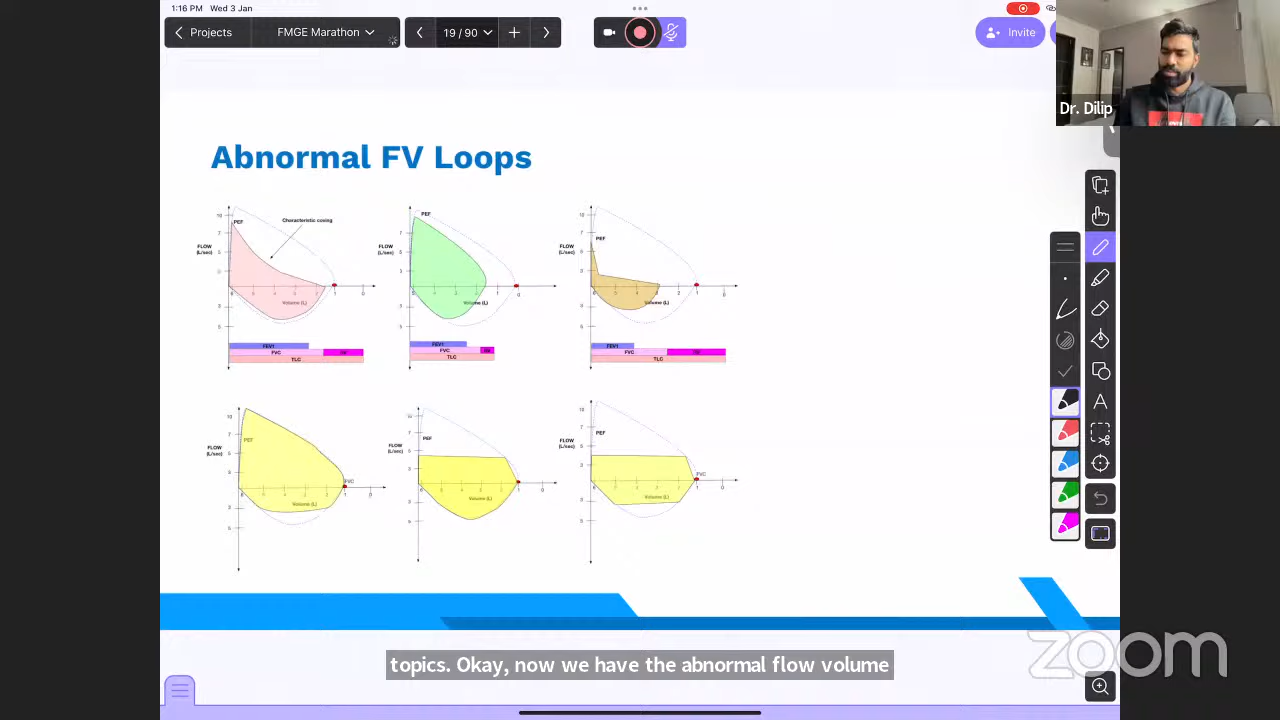 1:16 PM Wed 3 Jan
Projects
FMGE Marathon
19 / 90
Invite
Dr. Dilip
Abnormal FV Loops
PEF
Characteristic coving
FLOW
(L/sec)
Volume (L)
FEV1
FVC
TLC
PEF
FLOW
(L/sec)
Volume (L)
FEV1
FVC
TLC
PEF
FLOW
(L/sec)
Volume (L)
FEV1
FVC
TLC
PEF
FLOW
(L/sec)
FVC
Volume (L)
PEF
FLOW
(L/sec)
Volume (L)
PEF
FLOW
(L/sec)
FVC
Volume (L)
topics. Okay, now we have the abnormal flow volume
zoom